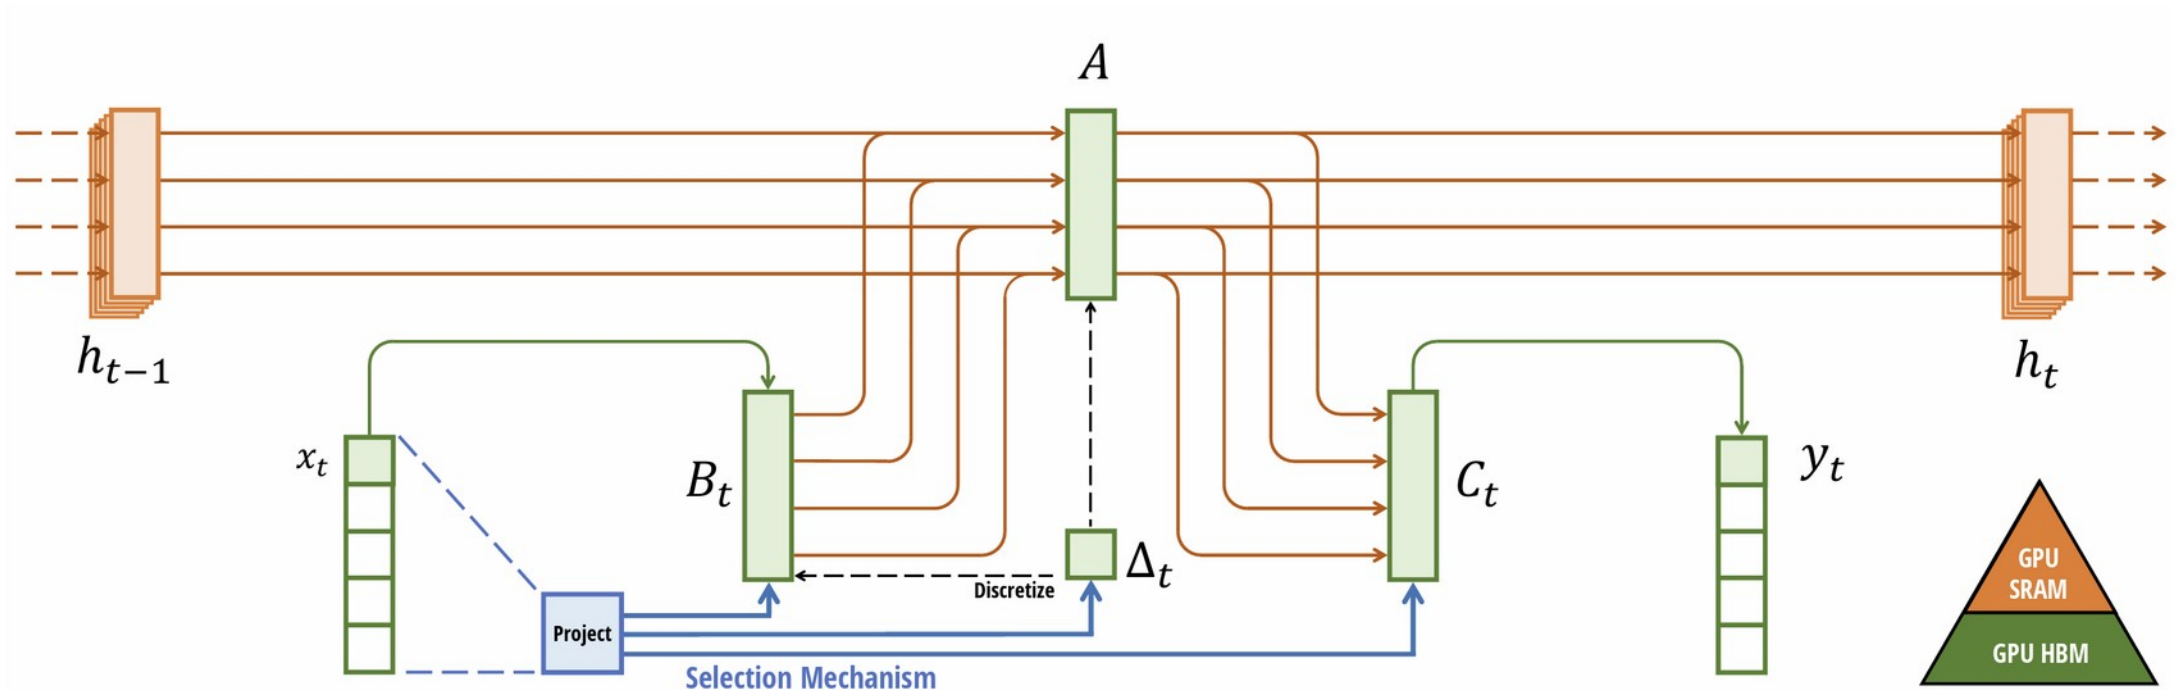 A
h_{t-1}
h_t
x_t
B_t
C_t
y_t
Δ_t
Discretize
Project
Selection Mechanism
GPU
SRAM
GPU HBM